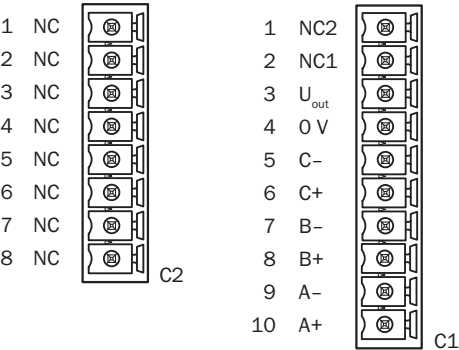 1 NC
2 NC
3 NC
4 NC
5 NC
6 NC
7 NC
8 NC
C2
1 NC2
2 NC1
3 Uout
4 0 V
5 C–
6 C+
7 B–
8 B+
9 A–
10 A+
C1